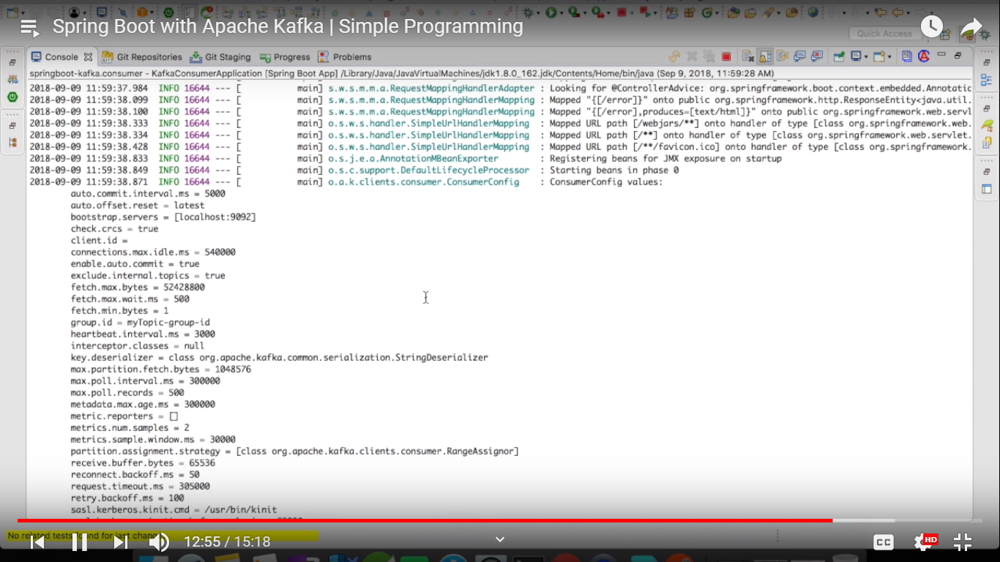 Spring Boot with Apache Kafka | Simple Programming
Quick Access
Console Git Repositories Git Staging Progress Problems
springboot-kafka.consumer - KafkaConsumerApplication [Spring Boot App] /Library/Java/JavaVirtualMachines/jdk1.8.0_162.jdk/Contents/Home/bin/java (Sep 9, 2018, 11:59:28 AM)
2018-09-09 11:59:37.984 INFO 16644 --- [ main] s.w.s.m.m.a.RequestMappingHandlerAdapter : Looking for @ControllerAdvice: org.springframework.boot.context.embedded.Annotatic
2018-09-09 11:59:38.099 INFO 16644 --- [ main] s.w.s.m.m.a.RequestMappingHandlerMapping : Mapped "{[/error]}" onto public org.springframework.http.ResponseEntity<java.util.
2018-09-09 11:59:38.100 INFO 16644 --- [ main] s.w.s.m.m.a.RequestMappingHandlerMapping : Mapped "{[/error],produces=[text/html]}" onto public org.springframework.web.servl
2018-09-09 11:59:38.333 INFO 16644 --- [ main] o.s.w.s.handler.SimpleUrlHandlerMapping : Mapped URL path [/webjars/**] onto handler of type [class org.springframework.web.
2018-09-09 11:59:38.334 INFO 16644 --- [ main] o.s.w.s.handler.SimpleUrlHandlerMapping : Mapped URL path [/**] onto handler of type [class org.springframework.web.servlet.
2018-09-09 11:59:38.428 INFO 16644 --- [ main] o.s.w.s.handler.SimpleUrlHandlerMapping : Mapped URL path [/**/favicon.ico] onto handler of type [class org.springframework.
2018-09-09 11:59:38.833 INFO 16644 --- [ main] o.s.j.e.a.AnnotationMBeanExporter : Registering beans for JMX exposure on startup
2018-09-09 11:59:38.849 INFO 16644 --- [ main] o.s.c.support.DefaultLifecycleProcessor : Starting beans in phase 0
2018-09-09 11:59:38.871 INFO 16644 --- [ main] o.a.k.clients.consumer.ConsumerConfig : ConsumerConfig values:
auto.commit.interval.ms = 5000
auto.offset.reset = latest
bootstrap.servers = [localhost:9092]
check.crcs = true
client.id =
connections.max.idle.ms = 540000
enable.auto.commit = true
exclude.internal.topics = true
fetch.max.bytes = 52428800
fetch.max.wait.ms = 500
fetch.min.bytes = 1
group.id = myTopic-group-id
heartbeat.interval.ms = 3000
interceptor.classes = null
key.deserializer = class org.apache.kafka.common.serialization.StringDeserializer
max.partition.fetch.bytes = 1048576
max.poll.interval.ms = 300000
max.poll.records = 500
metadata.max.age.ms = 300000
metric.reporters = []
metrics.num.samples = 2
metrics.sample.window.ms = 30000
partition.assignment.strategy = [class org.apache.kafka.clients.consumer.RangeAssignor]
receive.buffer.bytes = 65536
reconnect.backoff.ms = 50
request.timeout.ms = 305000
retry.backoff.ms = 100
sasl.kerberos.kinit.cmd = /usr/bin/kinit
No related tests found for last change
12:55 / 15:18
CC
HD